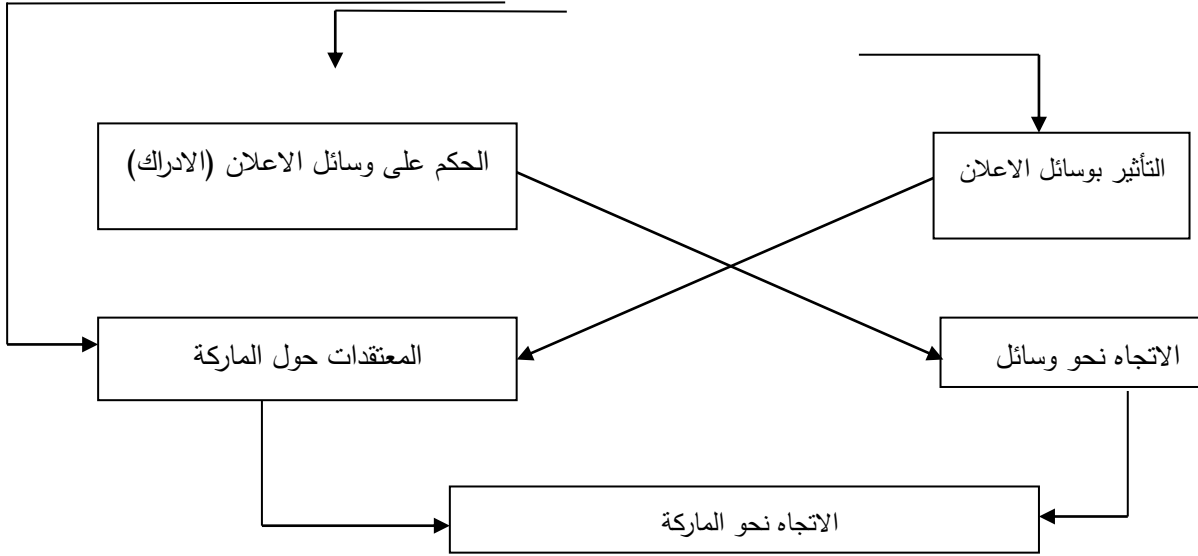 التأثير بوسائل الاعلان
الحكم على وسائل الاعلان (الادراك)
الاتجاه نحو وسائل
المعتقدات حول الماركة
الاتجاه نحو الماركة